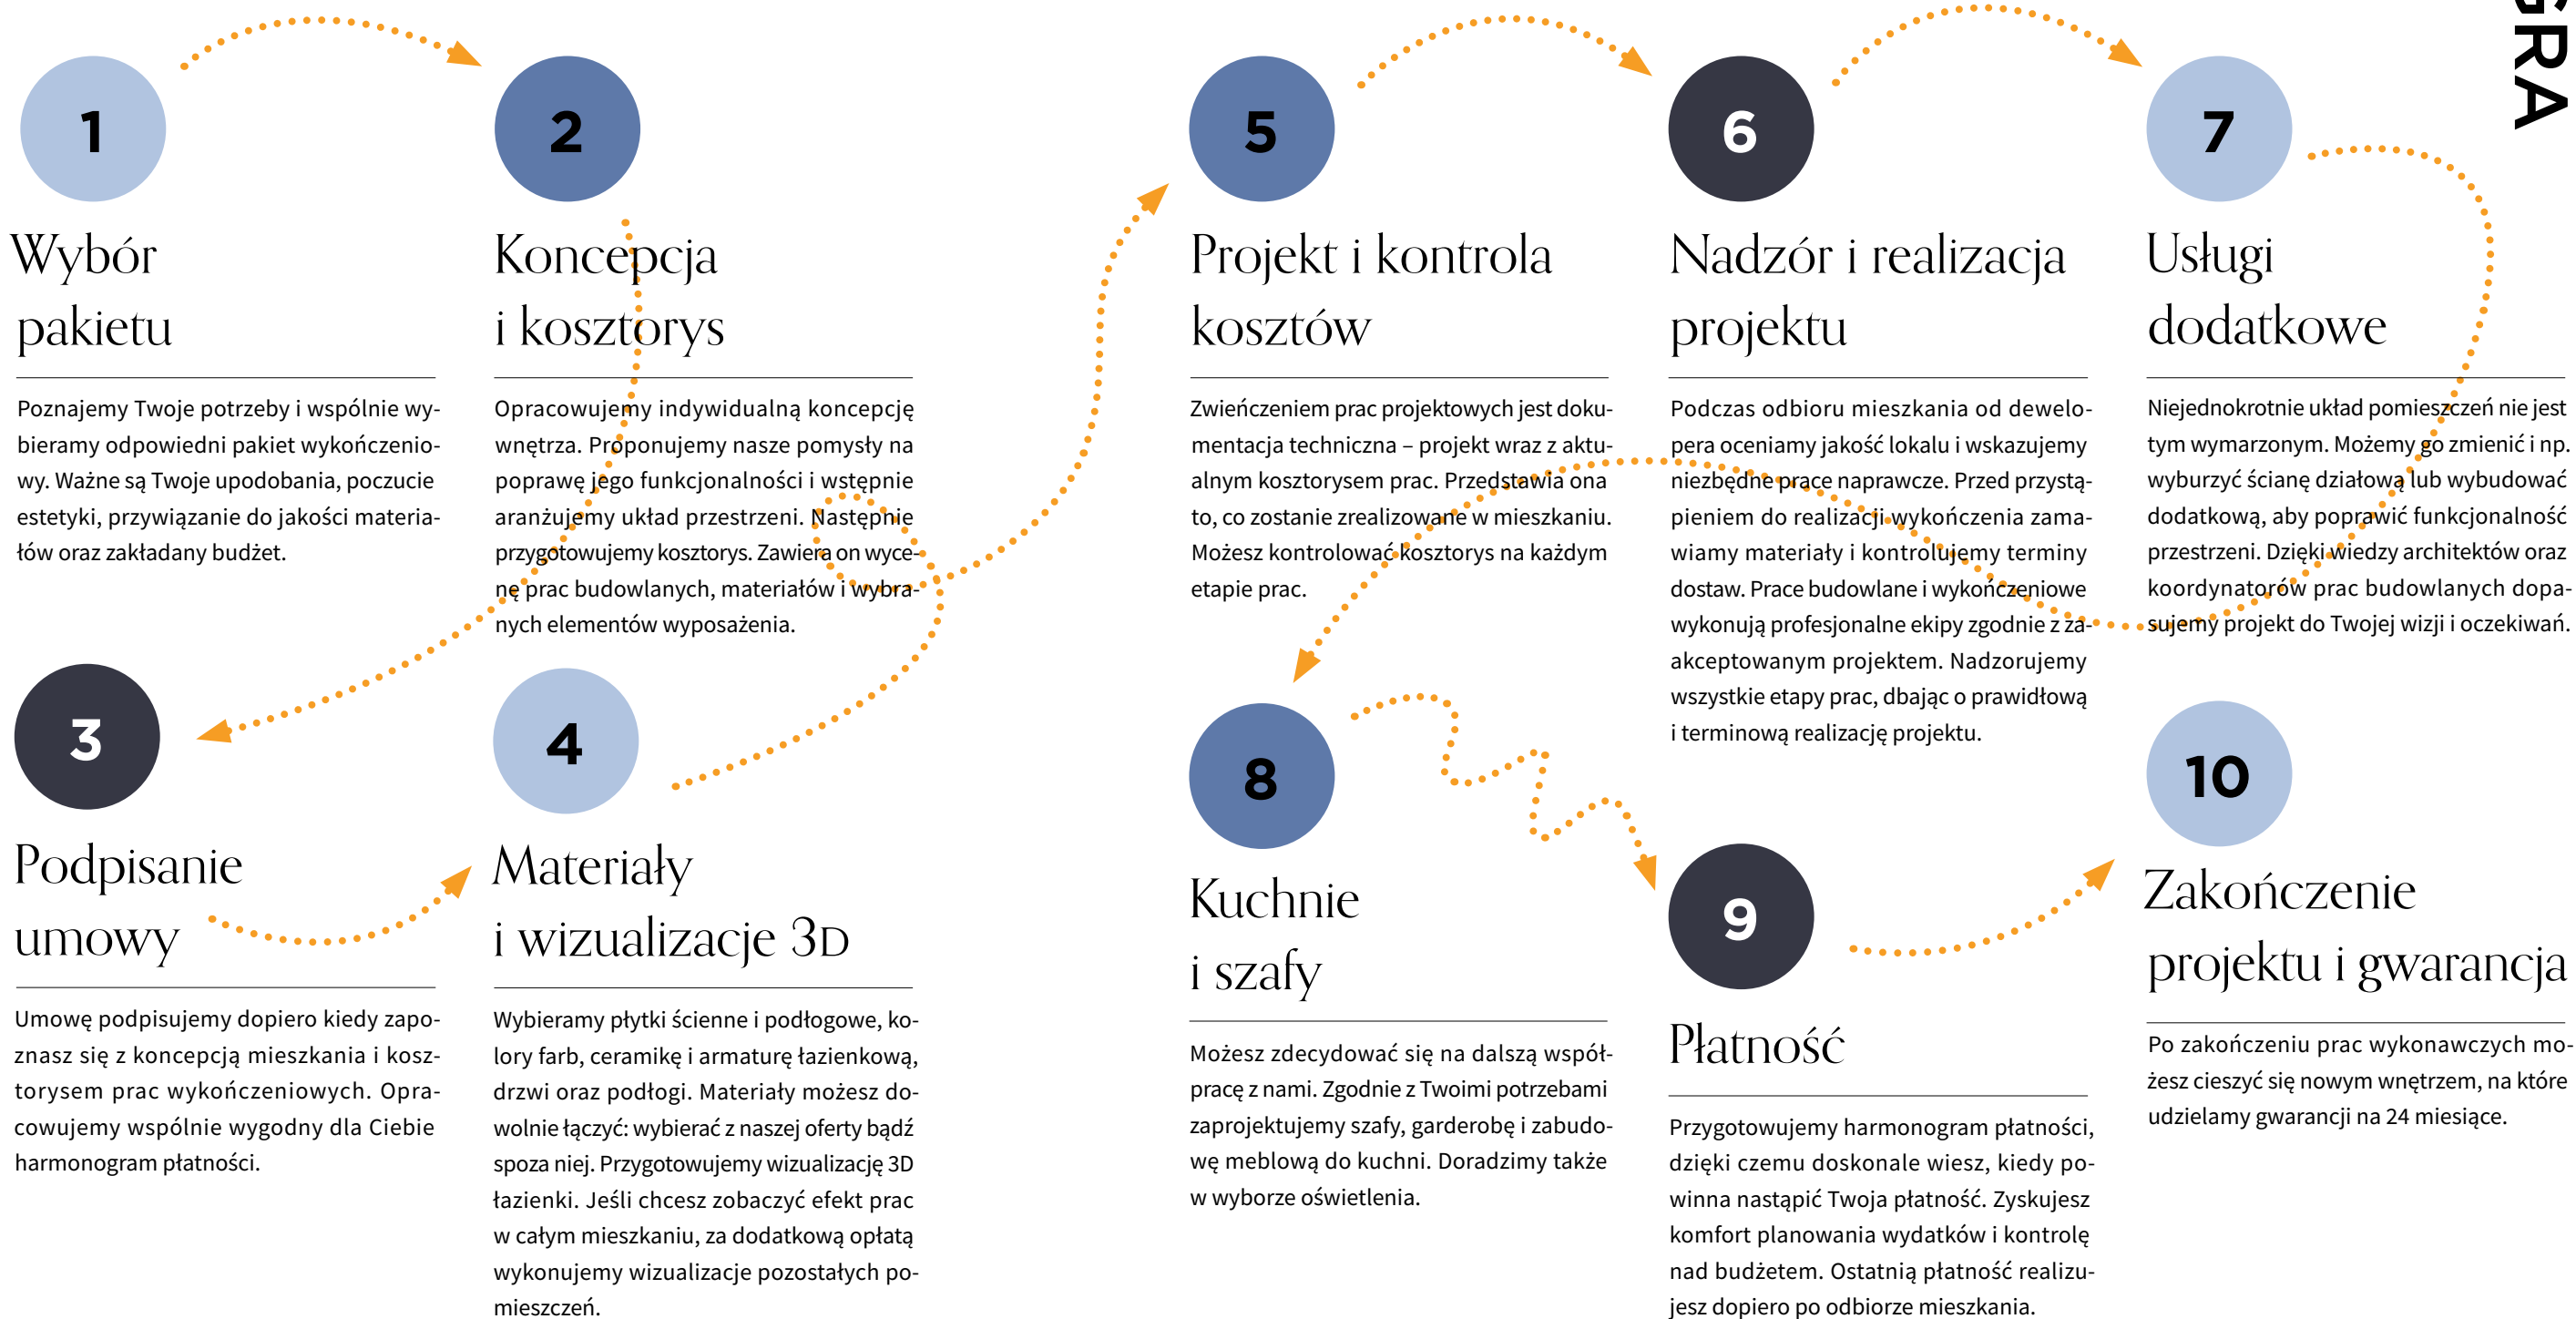 1
Wybór
pakietu
Poznajemy Twoje potrzeby i wspólnie wy-
bieramy odpowiedni pakiet wykończenio-
wy. Ważne są Twoje upodobania, poczucie
estetyki, przywiązanie do jakości materia-
łów oraz zakładany budżet.
2
Koncepcja
i kosztorys
Opracowujemy indywidualną koncepcję
wnętrza. Proponujemy nasze pomysły na
poprawę jego funkcjonalności i wstępnie
aranżujemy układ przestrzeni. Następnie
przygotowujemy kosztorys. Zawiera on wyce-
nę prac budowlanych, materiałów i wybra-
nych elementów wyposażenia.
3
Podpisanie
umowy
Umowę podpisujemy dopiero kiedy zapo-
znasz się z koncepcją mieszkania i kosz-
torysem prac wykończeniowych. Opra-
cowujemy wspólnie wygodny dla Ciebie
harmonogram płatności.
4
Materiały
i wizualizacje 3D
Wybieramy płytki ścienne i podłogowe, ko-
lory farb, ceramikę i armaturę łazienkową,
drzwi oraz podłogi. Materiały możesz do-
wolnie łączyć: wybierać z naszej oferty bądź
spoza niej. Przygotowujemy wizualizację 3D
łazienki. Jeśli chcesz zobaczyć efekt prac
w całym mieszkaniu, za dodatkową opłatą
wykonujemy wizualizacje pozostałych po-
mieszczeń.
5
Projekt i kontrola
kosztów
Zwieńczeniem prac projektowych jest doku-
mentacja techniczna – projekt wraz z aktu-
alnym kosztorysem prac. Przedstawia ona
to, co zostanie zrealizowane w mieszkaniu.
Możesz kontrolować kosztorys na każdym
etapie prac.
6
Nadzór i realizacja
projektu
Podczas odbioru mieszkania od dewelo-
pera oceniamy jakość lokalu i wskazujemy
niezbędne prace naprawcze. Przed przystą-
pieniem do realizacji wykończenia zama-
wiamy materiały i kontrolujemy terminy
dostaw. Prace budowlane i wykończeniowe
wykonują profesjonalne ekipy zgodnie z za-
akceptowanym projektem. Nadzorujemy
wszystkie etapy prac, dbając o prawidłową
i terminową realizację projektu.
7
Usługi
dodatkowe
Niejednokrotnie układ pomieszczeń nie jest
tym wymarzonym. Możemy go zmienić i np.
wyburzyć ścianę działową lub wybudować
dodatkową, aby poprawić funkcjonalność
przestrzeni. Dzięki wiedzy architektów oraz
koordynatorów prac budowlanych dopa-
sujemy projekt do Twojej wizji i oczekiwań.
8
Kuchnie
i szafy
Możesz zdecydować się na dalszą współ-
pracę z nami. Zgodnie z Twoimi potrzebami
zaprojektujemy szafy, garderobę i zabudo-
wę meblową do kuchni. Doradzimy także
w wyborze oświetlenia.
9
Płatność
Przygotowujemy harmonogram płatności,
dzięki czemu doskonale wiesz, kiedy po-
winna nastąpić Twoja płatność. Zyskujesz
komfort planowania wydatków i kontrolę
nad budżetem. Ostatnią płatność realizu-
jesz dopiero po odbiorze mieszkania.
10
Zakończenie
projektu i gwarancja
Po zakończeniu prac wykonawczych mo-
żesz cieszyć się nowym wnętrzem, na które
udzielamy gwarancji na 24 miesiące.